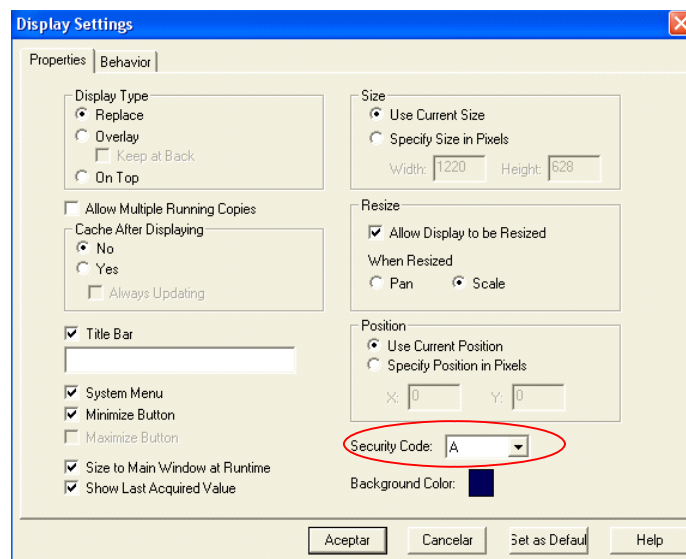 Display Settings
Properties
Behavior
Display Type
Replace
Overlay
Keep at Back
On Top
Allow Multiple Running Copies
Cache After Displaying
No
Yes
Always Updating
Title Bar
System Menu
Minimize Button
Maximize Button
Size to Main Window at Runtime
Show Last Acquired Value
Size
Use Current Size
Specify Size in Pixels
Width: 1220 Height: 628
Resize
Allow Display to be Resized
When Resized
Pan Scale
Position
Use Current Position
Specify Position in Pixels
X: 0 Y: 0
Security Code: A
Background Color:
Aceptar Cancelar Set as Defaul Help